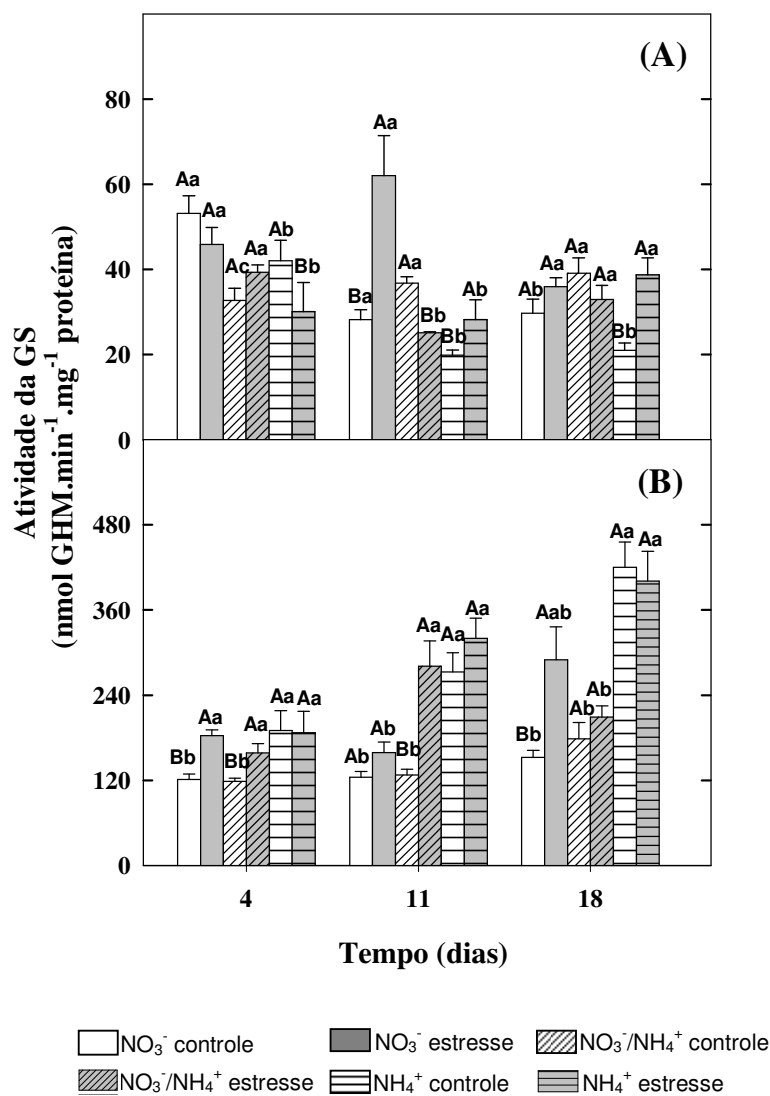 (A)
80
60
40
20
0
Aa Aa Ac Aa Ab Bb
Ba Aa Aa Bb Bb Ab
Ab Aa Aa Aa Bb Aa
Atividade da GS
(nmol GHM.min⁻¹.mg⁻¹ proteína)
(B)
480
360
240
120
0
Bb Aa Bb Aa Aa Aa
Ab Ab Bb Aa Aa Aa
Bb Aab Ab Ab Aa Aa
4 11 18
Tempo (dias)
NO₃⁻ controle NO₃⁻ estresse NO₃⁻/NH₄⁺ controle
NO₃⁻/NH₄⁺ estresse NH₄⁺ controle NH₄⁺ estresse